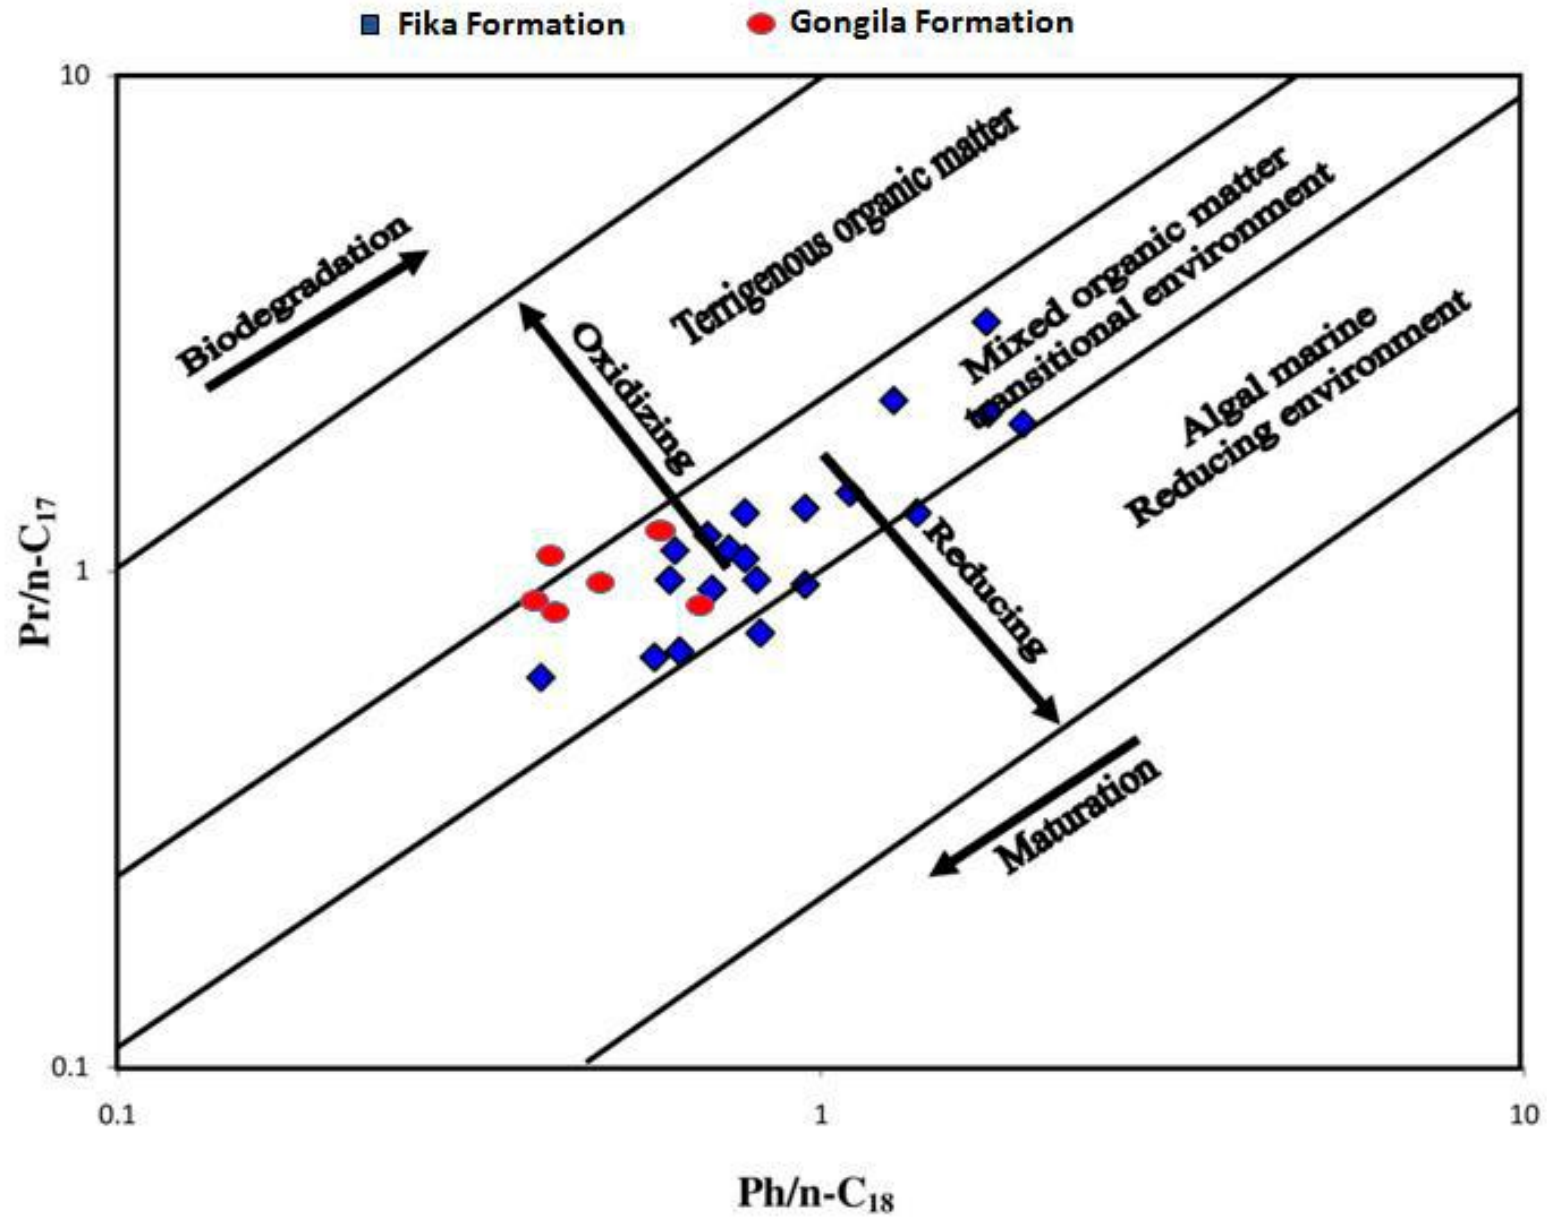 Fika Formation
Gongila Formation
10
Terrigenous organic matter
Mixed organic matter
transitional environment
Biodegradation
Oxidizing
Algal marine
Reducing environment
Pr/n-C17
1
Reducing
Maturation
0.1
0.1
1
10
Ph/n-C18